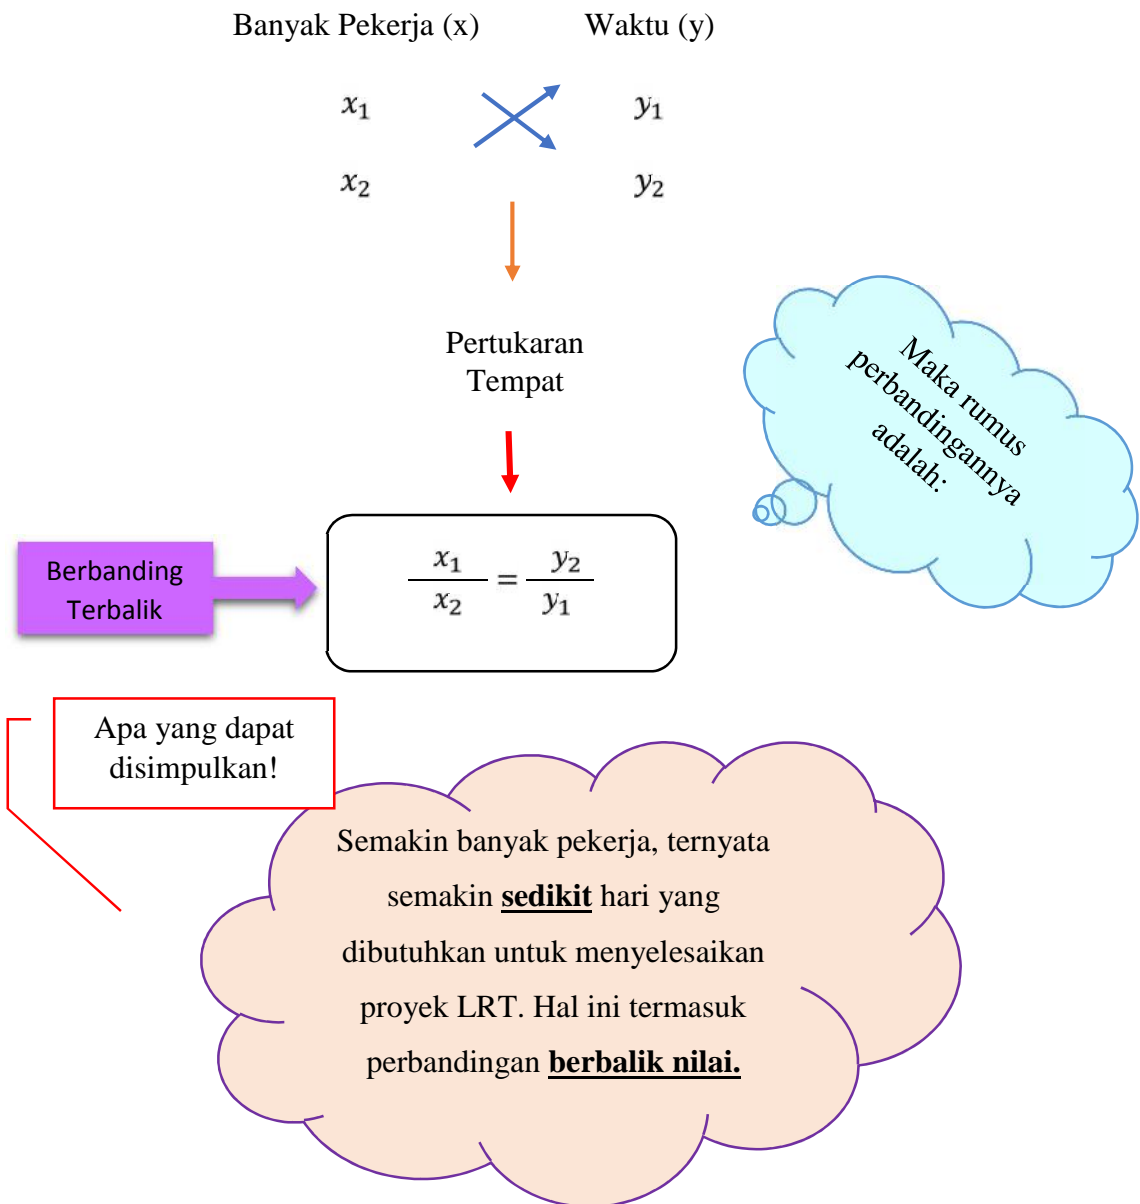 Banyak Pekerja (x) Waktu (y)
x₁ y₁
x₂ y₂
Pertukaran
Tempat
Maka rumus
perbandingannya
adalah:
Berbanding
Terbalik
x₁/x₂ = y₂/y₁
Apa yang dapat
disimpulkan!
Semakin banyak pekerja, ternyata
semakin sedikit hari yang
dibutuhkan untuk menyelesaikan
proyek LRT. Hal ini termasuk
perbandingan berbalik nilai.